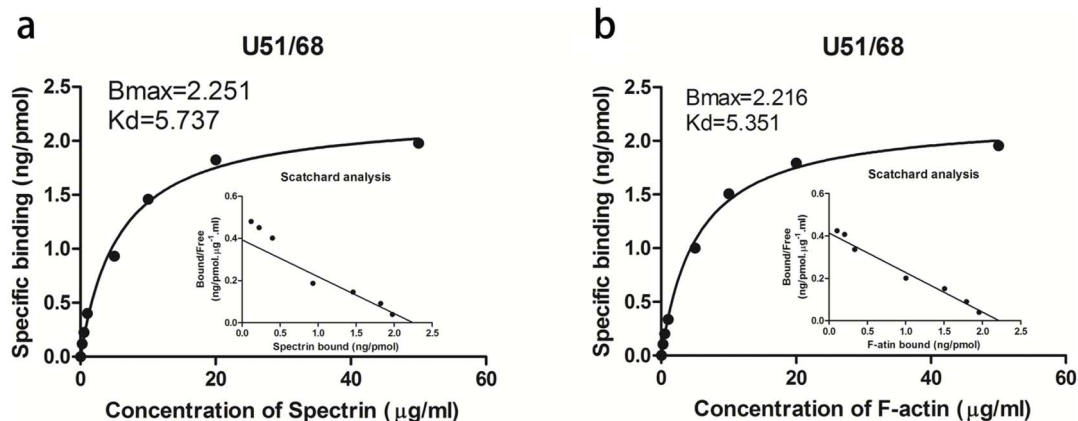 a
U51/68
Specific binding (ng/pmol)
2.5
2.0
1.5
1.0
0.5
0.0
Bmax=2.251
Kd=5.737
Scatchard analysis
Bound/Free
(ng/pmol.µg⁻¹.ml)
0.6
0.4
0.2
0.0
0.0 0.5 1.0 1.5 2.0 2.5
Spectrin bound (ng/pmol)
0 20 40 60
Concentration of Spectrin (µg/ml)
b
U51/68
Specific binding (ng/pmol)
2.5
2.0
1.5
1.0
0.5
0.0
Bmax=2.216
Kd=5.351
Scatchard analysis
Bound/Free
(ng/pmol.µg⁻¹.ml)
0.6
0.4
0.2
0.0
0.0 0.5 1.0 1.5 2.0 2.5
F-atin bound (ng/pmol)
0 20 40 60
Concentration of F-actin (µg/ml)